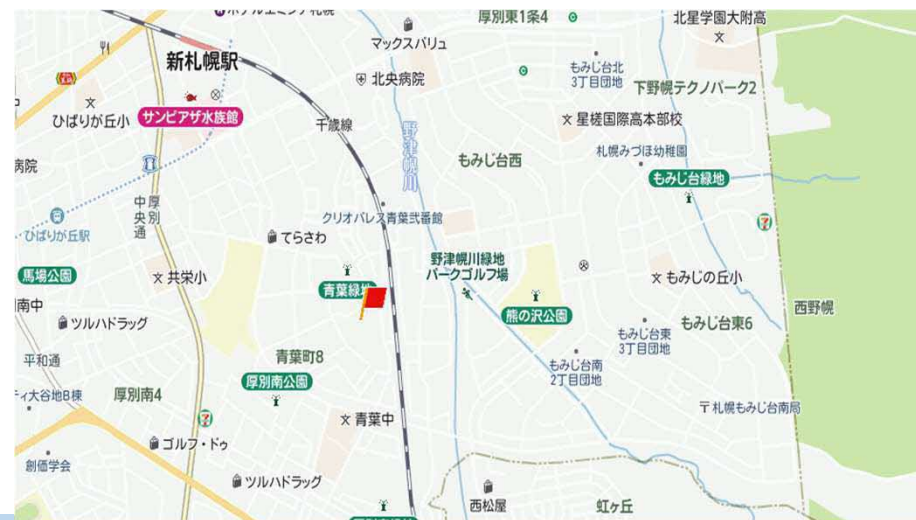 厚別東1条4
北星学園大附高
マックスバリュ
新札幌駅
北央病院
もみじ台北
3丁目団地
下野幌テクノパーク2
ひばりが丘小
サンピアザ水族館
千歳線
野津幌川
星槎国際高本部校
病院
もみじ台西
札幌みづほ幼稚園
もみじ台緑地
厚別
中央通
クリオパレス青葉弐番館
ひばりが丘駅
てらさわ
野津幌川緑地
パークゴルフ場
馬場公園
共栄小
青葉緑地
もみじの丘小
南中
ツルハドラッグ
熊の沢公園
西野幌
もみじ台東
3丁目団地
もみじ台東6
平和通
青葉町8
厚別南公園
もみじ台南
2丁目団地
ティ大谷地B棟
厚別南4
青葉中
札幌もみじ台南局
ゴルフ・ドゥ
創価学会
ツルハドラッグ
西松屋
虹ヶ丘